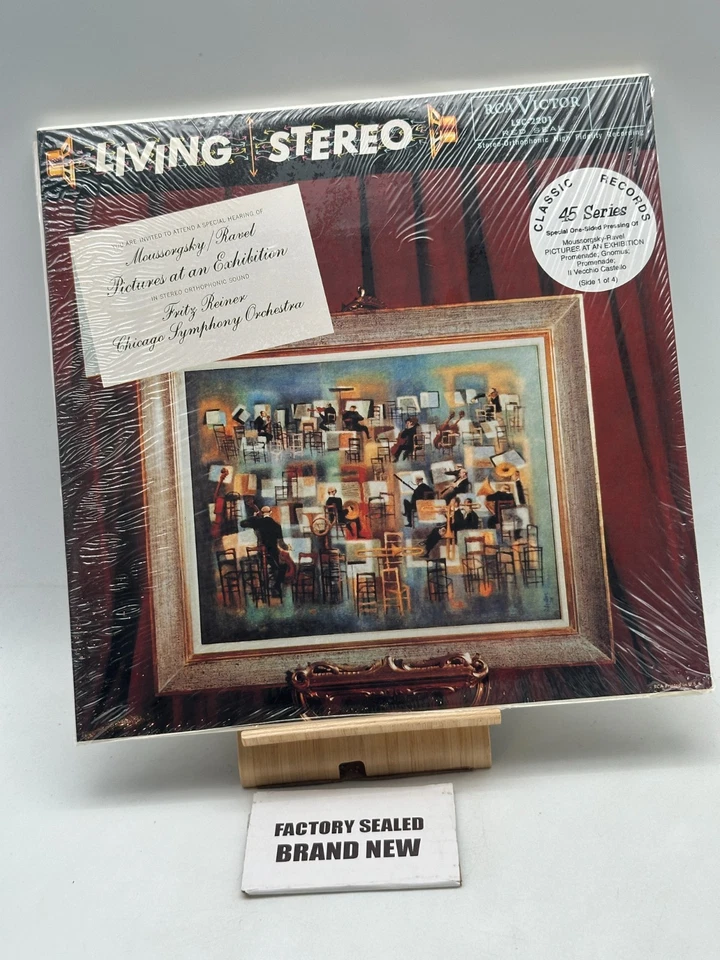 LIVING STEREO
RCA VICTOR
LSC-2201
RED SEAL
Stereo-Orthophonic High Fidelity Recording
CLASSIC RECORDS
45 Series
Special One-Sided Pressing Of
Moussorgsky-Ravel
PICTURES AT AN EXHIBITION
Promenade; Gnomus;
Promenade;
Il Vecchio Castello
(Side 1 of 4)
YOU ARE INVITED TO ATTEND A SPECIAL HEARING OF
Moussorgsky/Ravel
Pictures at an Exhibition
IN STEREO ORTHOPHONIC SOUND
Fritz Reiner
Chicago Symphony Orchestra
FACTORY SEALED
BRAND NEW